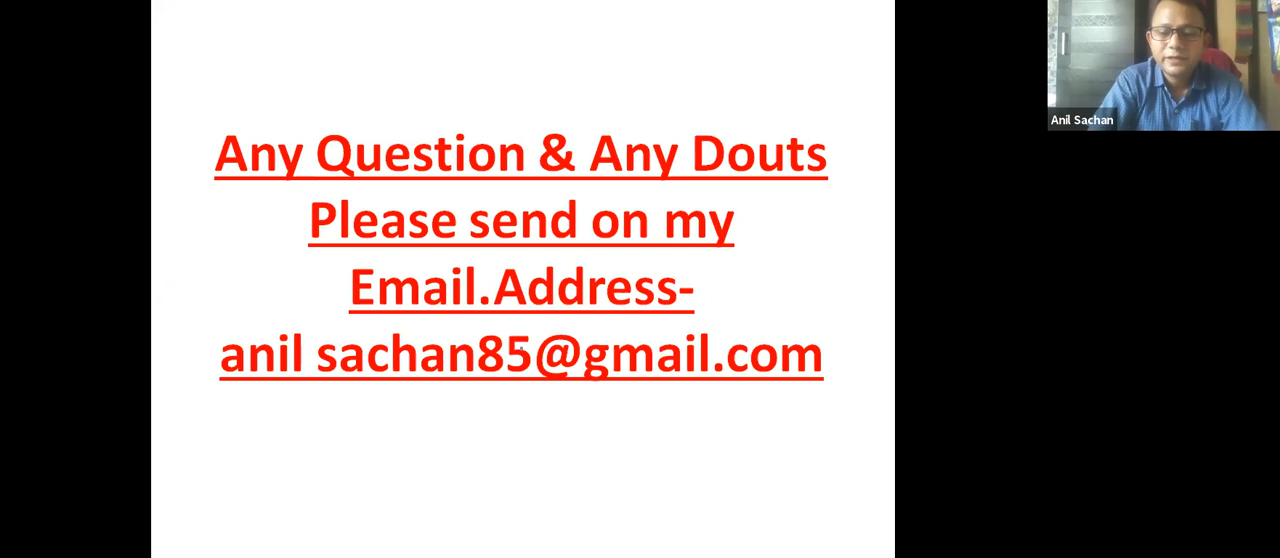 Any Question & Any Douts
Please send on my
Email.Address-
anil sachan85@gmail.com
Anil Sachan